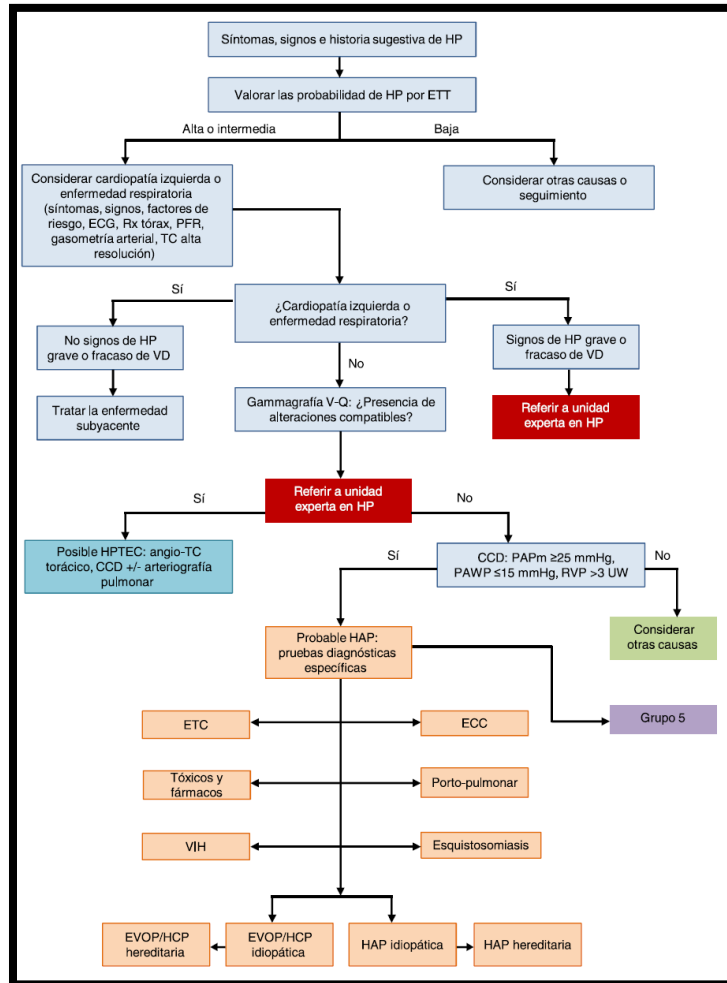 Síntomas, signos e historia sugestiva de HP
Valorar las probabilidad de HP por ETT
Alta o intermedia
Baja
Considerar cardiopatía izquierda o
enfermedad respiratoria
(síntomas, signos, factores de
riesgo, ECG, Rx tórax, PFR,
gasometría arterial, TC alta
resolución)
Considerar otras causas o
seguimiento
Sí
¿Cardiopatía izquierda o
enfermedad respiratoria?
Sí
No signos de HP
grave o fracaso de VD
Signos de HP grave o
fracaso de VD
No
Tratar la enfermedad
subyacente
Gammagrafía V-Q: ¿Presencia de
alteraciones compatibles?
Referir a unidad
experta en HP
Sí
Referir a unidad
experta en HP
No
Posible HPTEC: angio-TC
torácico, CCD +/- arteriografía
pulmonar
Sí
CCD: PAPm ≥25 mmHg,
PAWP ≤15 mmHg, RVP >3 UW
No
Probable HAP:
pruebas diagnósticas
específicas
Considerar
otras causas
ETC
ECC
Grupo 5
Tóxicos y
fármacos
Porto-pulmonar
VIH
Esquistosomiasis
EVOP/HCP
hereditaria
EVOP/HCP
idiopática
HAP idiopática
HAP hereditaria